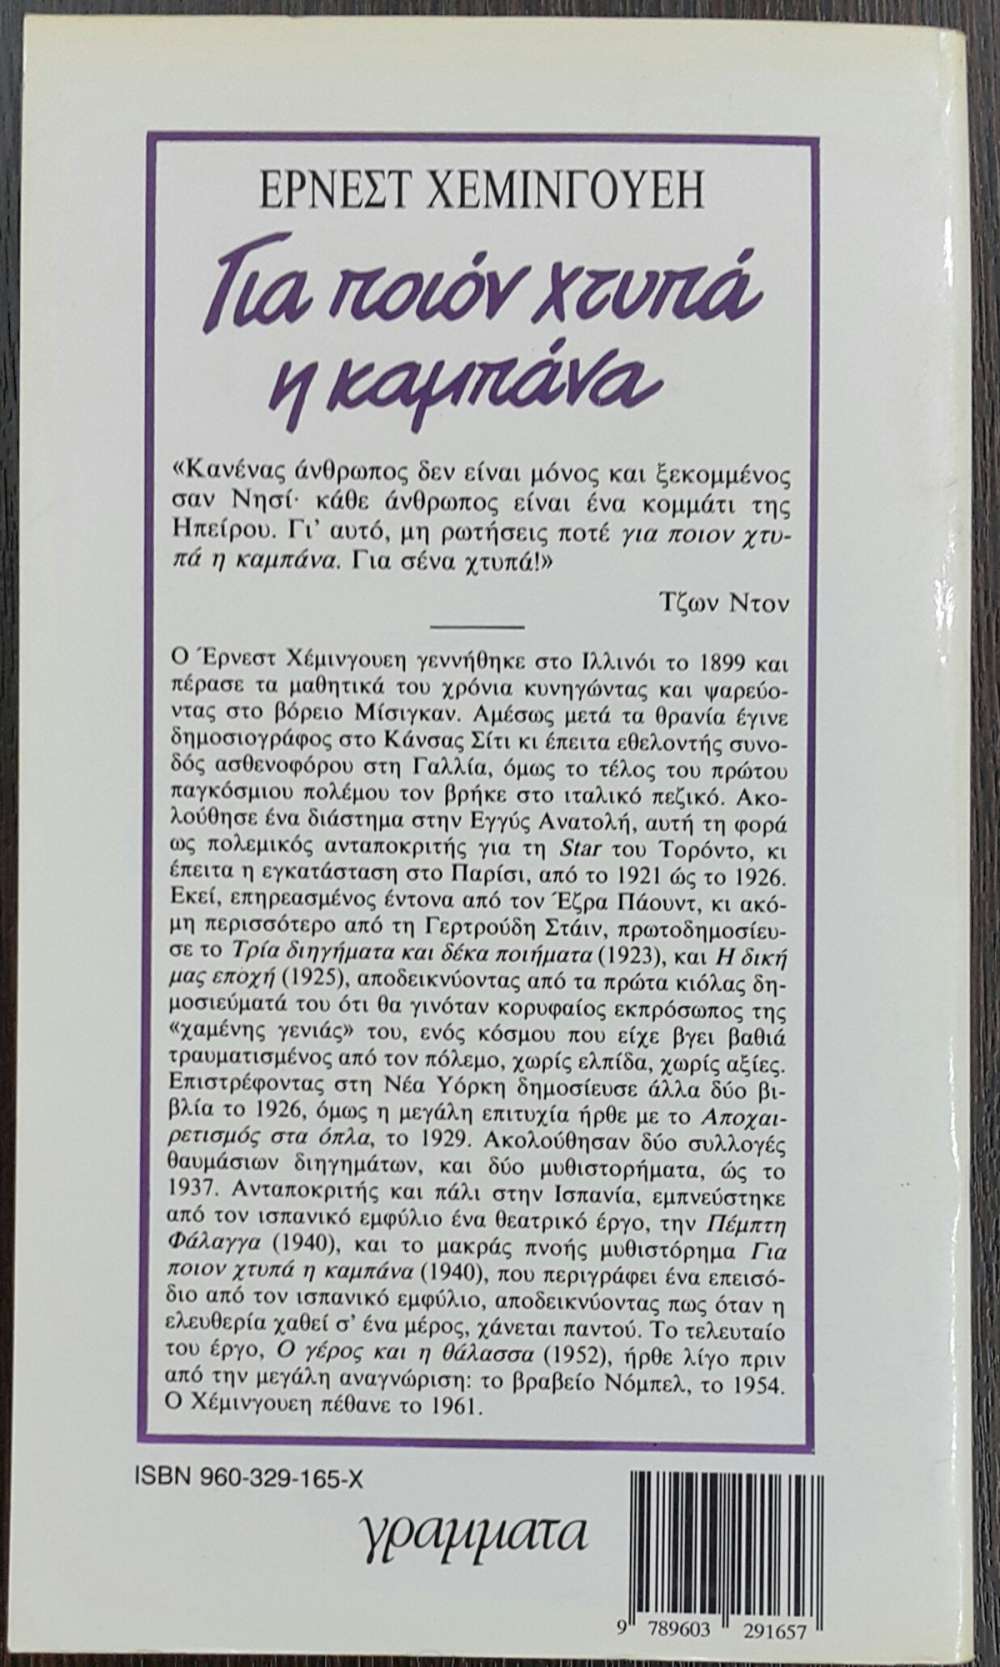 ΕΡΝΕΣΤ ΧΕΜΙΝΓΟΥΕΗ
Για ποιόν χτυπά
η καμπάνα
«Κανένας άνθρωπος δεν είναι μόνος και ξεκομμένος
σαν Νησί· κάθε άνθρωπος είναι ένα κομμάτι της
Ηπείρου. Γι' αυτό, μη ρωτήσεις ποτέ για ποιον χτυ-
πά η καμπάνα. Για σένα χτυπά!»
Τζων Ντον
Ο Έρνεστ Χέμινγουεη γεννήθηκε στο Ιλλινόι το 1899 και
πέρασε τα μαθητικά του χρόνια κυνηγώντας και ψαρεύο-
ντας στο βόρειο Μίσιγκαν. Αμέσως μετά τα θρανία έγινε
δημοσιογράφος στο Κάνσας Σίτι κι έπειτα εθελοντής συνο-
δός ασθενοφόρου στη Γαλλία, όμως το τέλος του πρώτου
παγκόσμιου πολέμου τον βρήκε στο ιταλικό πεζικό. Ακο-
λούθησε ένα διάστημα στην Εγγύς Ανατολή, αυτή τη φορά
ως πολεμικός ανταποκριτής για τη Star του Τορόντο, κι
έπειτα η εγκατάσταση στο Παρίσι, από το 1921 ώς το 1926.
Εκεί, επηρεασμένος έντονα από τον Έζρα Πάουντ, κι ακό-
μη περισσότερο από τη Γερτρούδη Στάιν, πρωτοδημοσίευ-
σε το Τρία διηγήματα και δέκα ποιήματα (1923), και Η δική
μας εποχή (1925), αποδεικνύοντας από τα πρώτα κιόλας δη-
μοσιεύματά του ότι θα γινόταν κορυφαίος εκπρόσωπος της
«χαμένης γενιάς» του, ενός κόσμου που είχε βγει βαθιά
τραυματισμένος από τον πόλεμο, χωρίς ελπίδα, χωρίς αξίες.
Επιστρέφοντας στη Νέα Υόρκη δημοσίευσε άλλα δύο βι-
βλία το 1926, όμως η μεγάλη επιτυχία ήρθε με το Αποχαι-
ρετισμός στα όπλα, το 1929. Ακολούθησαν δύο συλλογές
θαυμάσιων διηγημάτων, και δύο μυθιστορήματα, ώς το
1937. Ανταποκριτής και πάλι στην Ισπανία, εμπνεύστηκε
από τον ισπανικό εμφύλιο ένα θεατρικό έργο, την Πέμπτη
Φάλαγγα (1940), και το μακράς πνοής μυθιστόρημα Για
ποιον χτυπά η καμπάνα (1940), που περιγράφει ένα επεισό-
διο από τον ισπανικό εμφύλιο, αποδεικνύοντας πως όταν η
ελευθερία χαθεί σ' ένα μέρος, χάνεται παντού. Το τελευταίο
του έργο, Ο γέρος και η θάλασσα (1952), ήρθε λίγο πριν
από την μεγάλη αναγνώριση: το βραβείο Νόμπελ, το 1954.
Ο Χέμινγουεη πέθανε το 1961.
ISBN 960-329-165-X
γραμματα
9 789603 291657